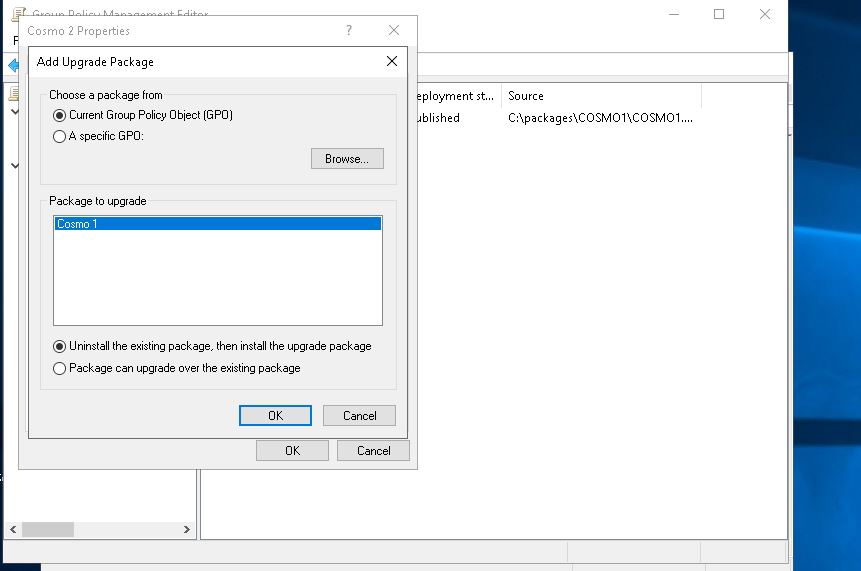 Group Policy Management Editor
Cosmo 2 Properties
?
Add Upgrade Package
Choose a package from
Current Group Policy Object (GPO)
A specific GPO:
Browse...
Package to upgrade
Cosmo 1
Uninstall the existing package, then install the upgrade package
Package can upgrade over the existing package
OK Cancel
OK Cancel
eployment st... Source
ublished C:\packages\COSMO1\COSMO1....